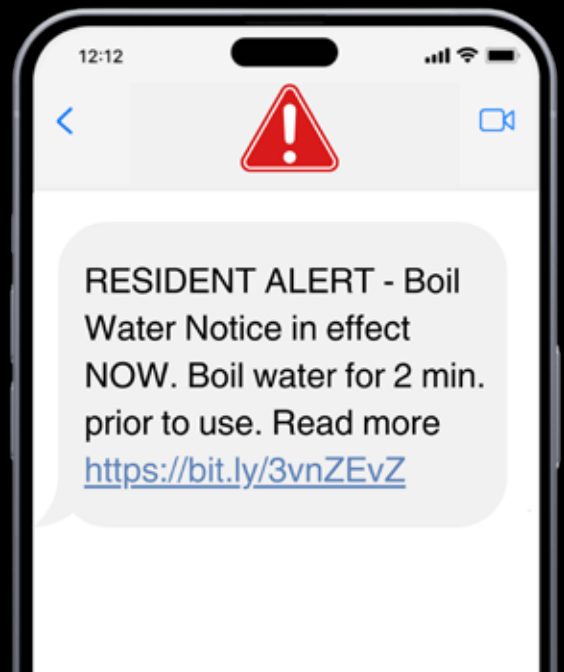 12:12
RESIDENT ALERT - Boil
Water Notice in effect
NOW. Boil water for 2 min.
prior to use. Read more
https://bit.ly/3vnZEvZ